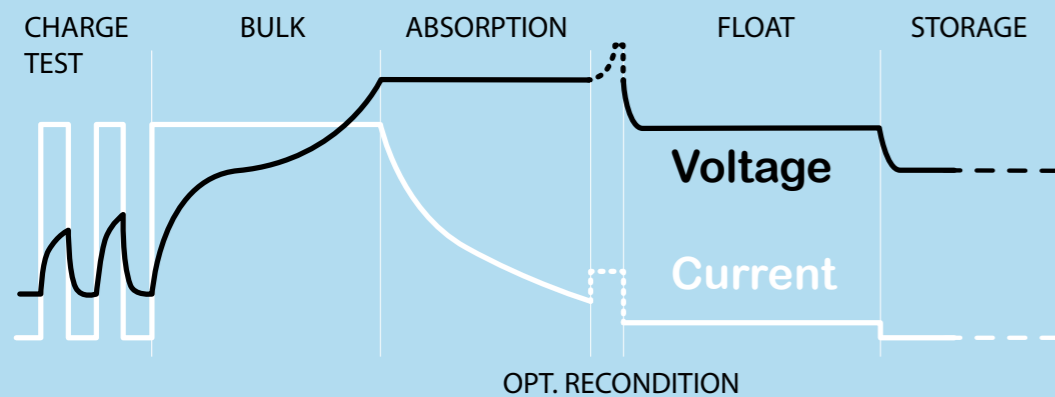 CHARGE
TEST
BULK
ABSORPTION
FLOAT
STORAGE
Voltage
Current
OPT. RECONDITION